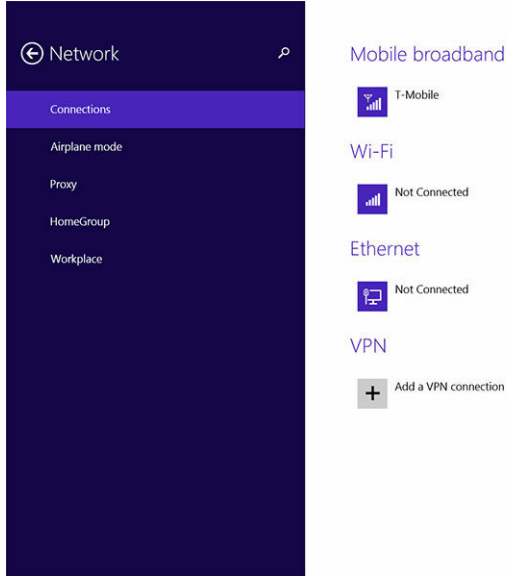 Network
Connections
Airplane mode
Proxy
HomeGroup
Workplace
Mobile broadband
T-Mobile
Wi-Fi
Not Connected
Ethernet
Not Connected
VPN
Add a VPN connection